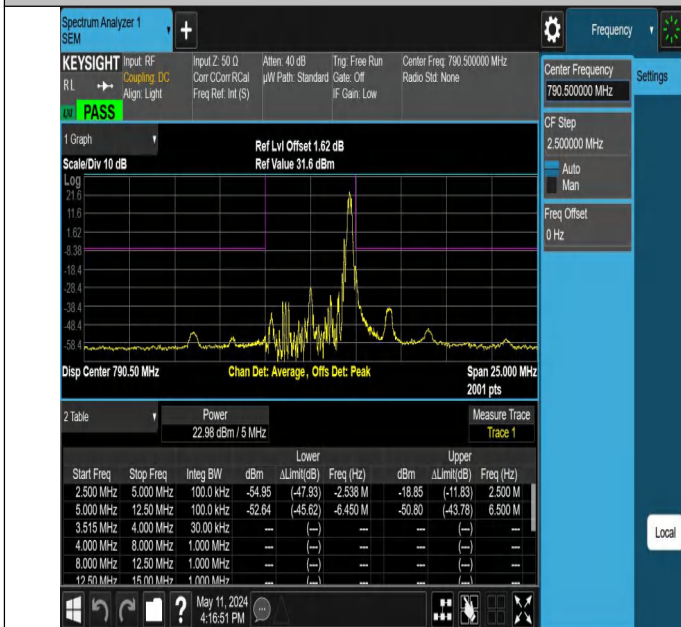 Spectrum Analyzer 1
SEM
+
Frequency
KEYSIGHT
RL
Input: RF
Coupling: DC
Align: Light
Input Z: 50 Ω
Corr CCorr RCal
Freq Ref: Int (S)
Atten: 40 dB
µW Path: Standard
Trig: Free Run
Gate: Off
IF Gain: Low
Center Freq: 790.500000 MHz
Radio Std: None
PASS
Center Frequency
790.500000 MHz
Settings
CF Step
2.500000 MHz
Auto
Man
Freq Offset
0 Hz
1 Graph
Scale/Div 10 dB
Ref Lvl Offset 1.62 dB
Ref Value 31.6 dBm
Log
21.6
11.6
1.62
-8.38
-18.4
-28.4
-38.4
-48.4
-58.4
Disp Center 790.50 MHz
Chan Det: Average, Offs Det: Peak
Span 25.000 MHz
2001 pts
2 Table
Power
22.98 dBm / 5 MHz
Measure Trace
Trace 1
Lower Upper
Start Freq Stop Freq Integ BW dBm ΔLimit(dB) Freq (Hz) dBm ΔLimit(dB) Freq (Hz)
2.500 MHz 5.000 MHz 100.0 kHz -54.95 (-47.93) -2.538 M -18.85 (-11.83) 2.500 M
5.000 MHz 12.50 MHz 100.0 kHz -52.64 (-45.62) -6.450 M -50.80 (-43.78) 6.500 M
3.515 MHz 4.000 MHz 30.00 kHz --- (---) --- --- (---) ---
4.000 MHz 8.000 MHz 1.000 MHz --- (---) --- --- (---) ---
8.000 MHz 12.50 MHz 1.000 MHz --- (---) --- --- (---) ---
12.50 MHz 15.00 MHz 1.000 MHz --- (---) --- --- (---) ---
Local
?
May 11, 2024
4:16:51 PM